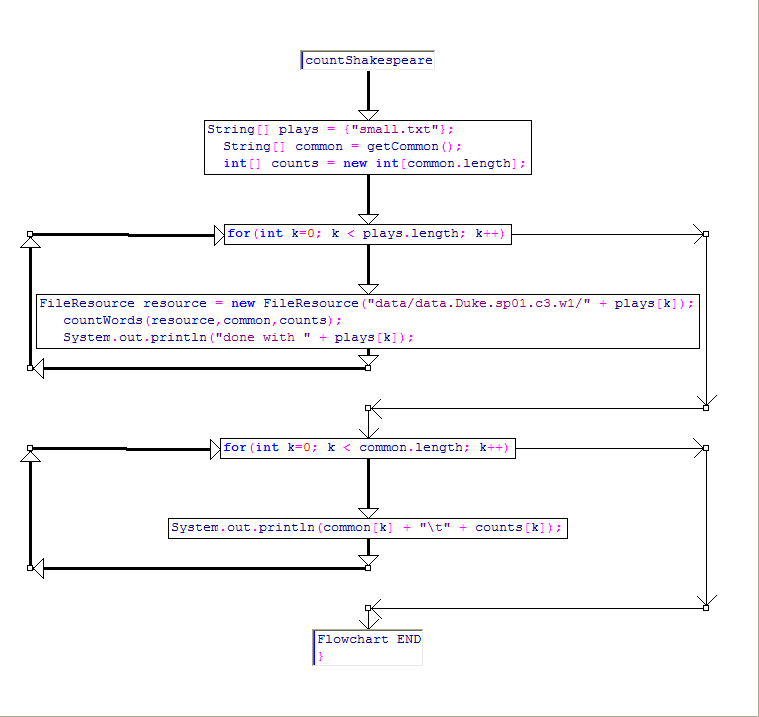 countShakespeare
String[] plays = {"small.txt"};
String[] common = getCommon();
int[] counts = new int[common.length];
for(int k=0; k < plays.length; k++)
FileResource resource = new FileResource("data/data.Duke.sp01.c3.w1/" + plays[k]);
countWords(resource,common,counts);
System.out.println("done with " + plays[k]);
for(int k=0; k < common.length; k++)
System.out.println(common[k] + "\t" + counts[k]);
Flowchart END
}